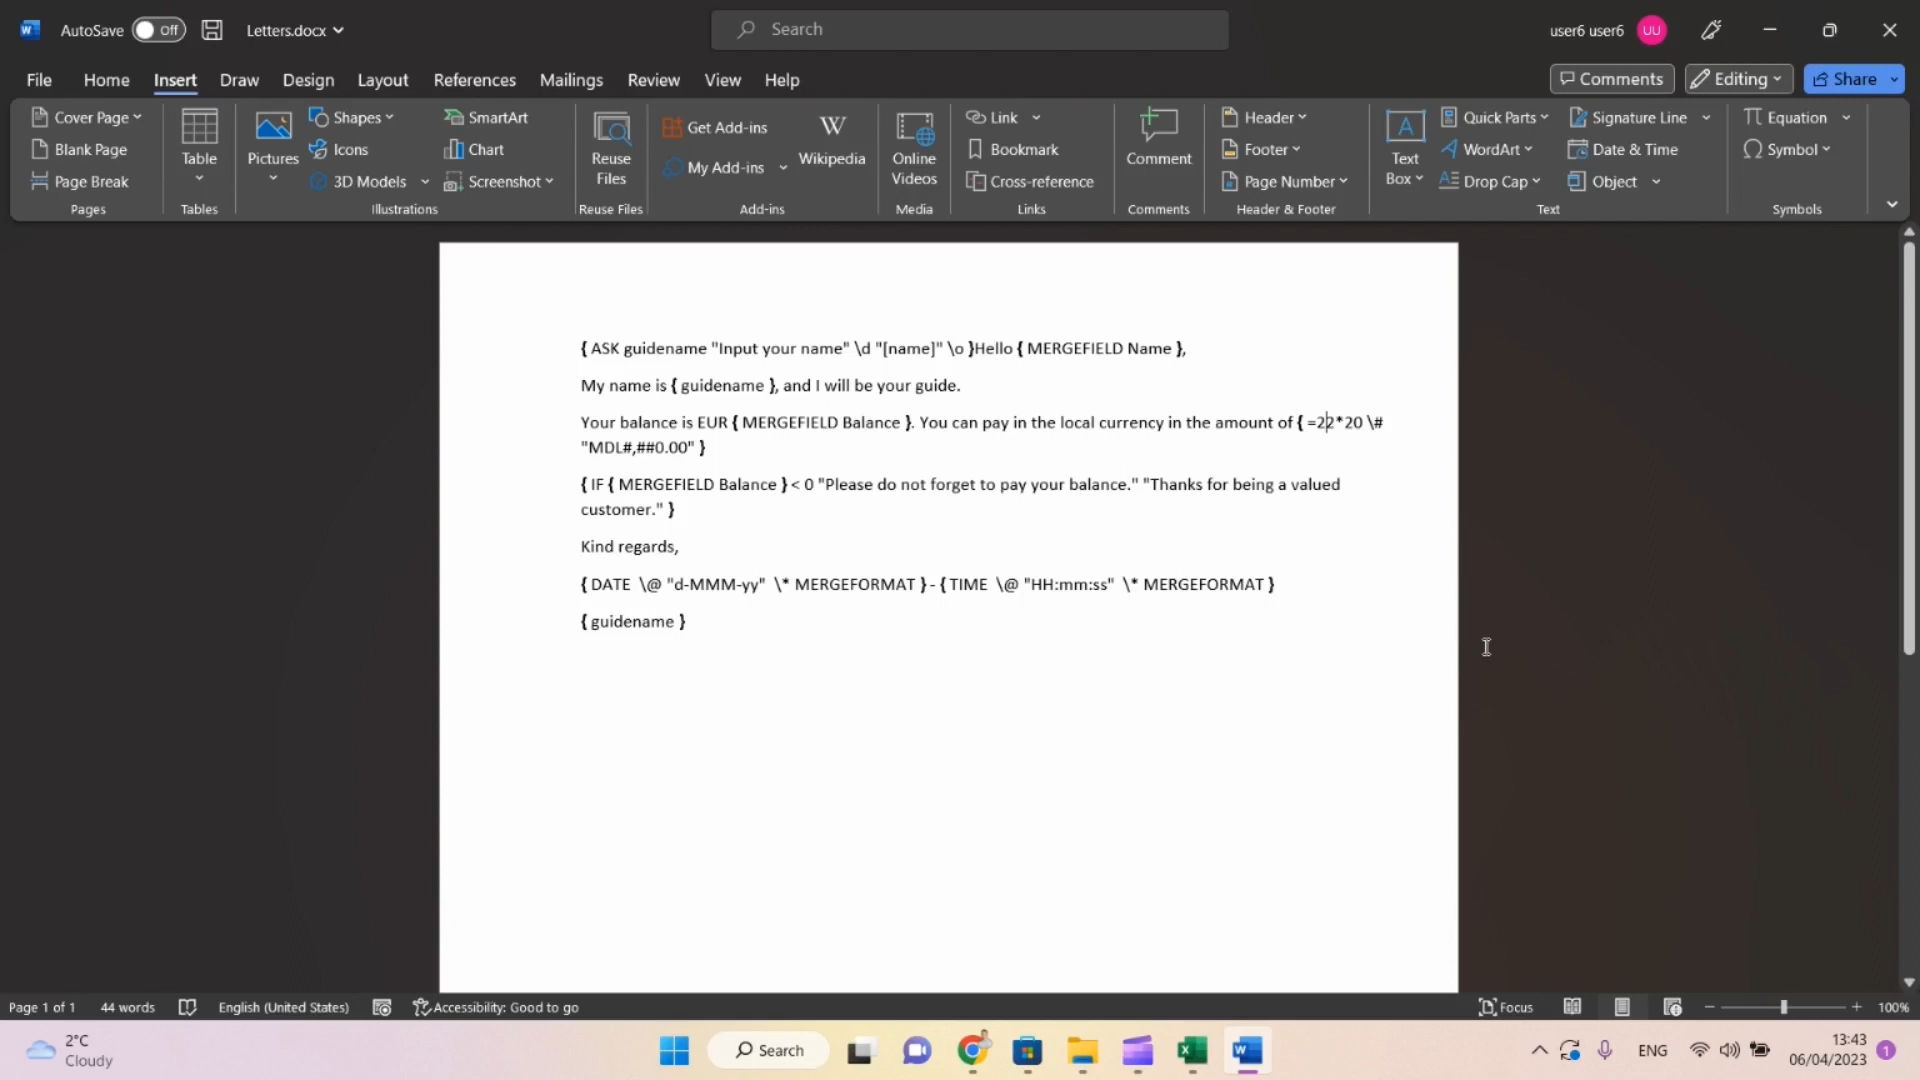 AutoSave Off Letters.docx Search user6 user6 UU
File Home Insert Draw Design Layout References Mailings Review View Help Comments Editing Share
Cover Page
Blank Page
Page Break
Pages
Table
Tables
Pictures
Shapes
Icons
3D Models
SmartArt
Chart
Screenshot
Illustrations
Reuse
Files
Reuse Files
Get Add-ins
My Add-ins
W
Wikipedia
Add-ins
Online
Videos
Media
Link
Bookmark
Cross-reference
Links
Comment
Comments
Header
Footer
Page Number
Header & Footer
A
Text
Box
Quick Parts
WordArt
Drop Cap
Signature Line
Date & Time
Object
Text
Equation
Symbol
Symbols
{ ASK guidename "Input your name" \d "[name]" \o }Hello { MERGEFIELD Name },
My name is { guidename }, and I will be your guide.
Your balance is EUR { MERGEFIELD Balance }. You can pay in the local currency in the amount of { =22*20 \#
"MDL#,##0.00" }
{ IF { MERGEFIELD Balance } < 0 "Please do not forget to pay your balance." "Thanks for being a valued
customer." }
Kind regards,
{ DATE \@ "d-MMM-yy" \* MERGEFORMAT } - { TIME \@ "HH:mm:ss" \* MERGEFORMAT }
{ guidename }
Page 1 of 1 44 words English (United States) Accessibility: Good to go Focus 100%
2°C
Cloudy
Search
ENG
13:43
06/04/2023
1